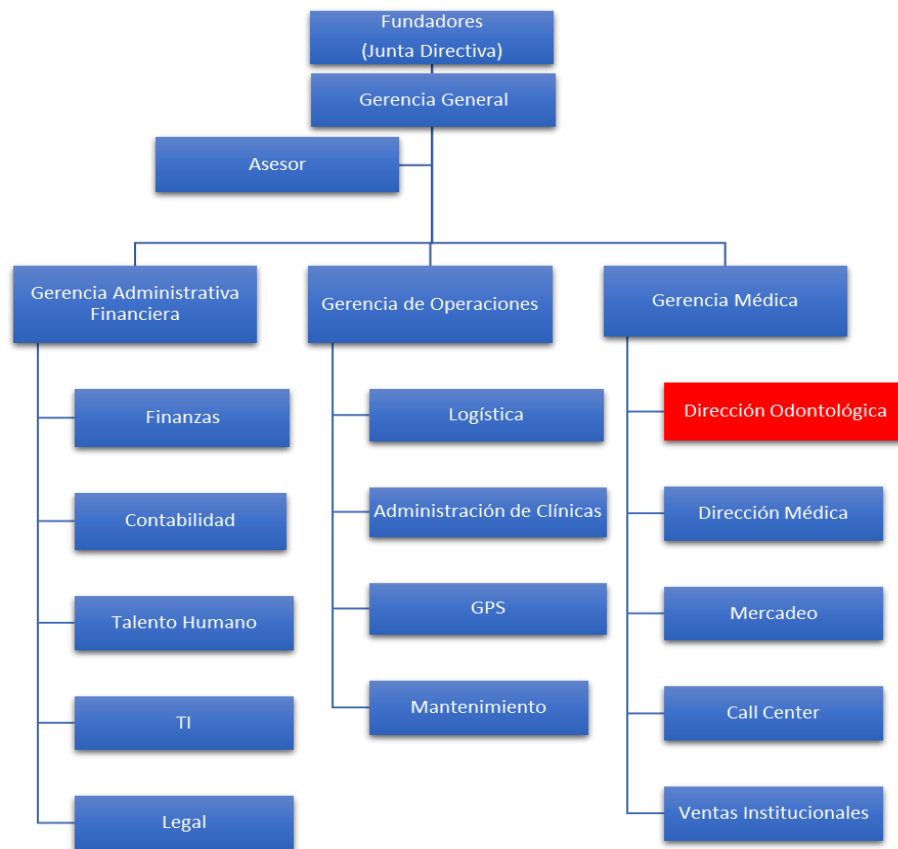 Fundadores
(Junta Directiva)
Gerencia General
Asesor
Gerencia Administrativa
Financiera
Finanzas
Contabilidad
Talento Humano
TI
Legal
Gerencia de Operaciones
Logística
Administración de Clínicas
GPS
Mantenimiento
Gerencia Médica
Dirección Odontológica
Dirección Médica
Mercadeo
Call Center
Ventas Institucionales